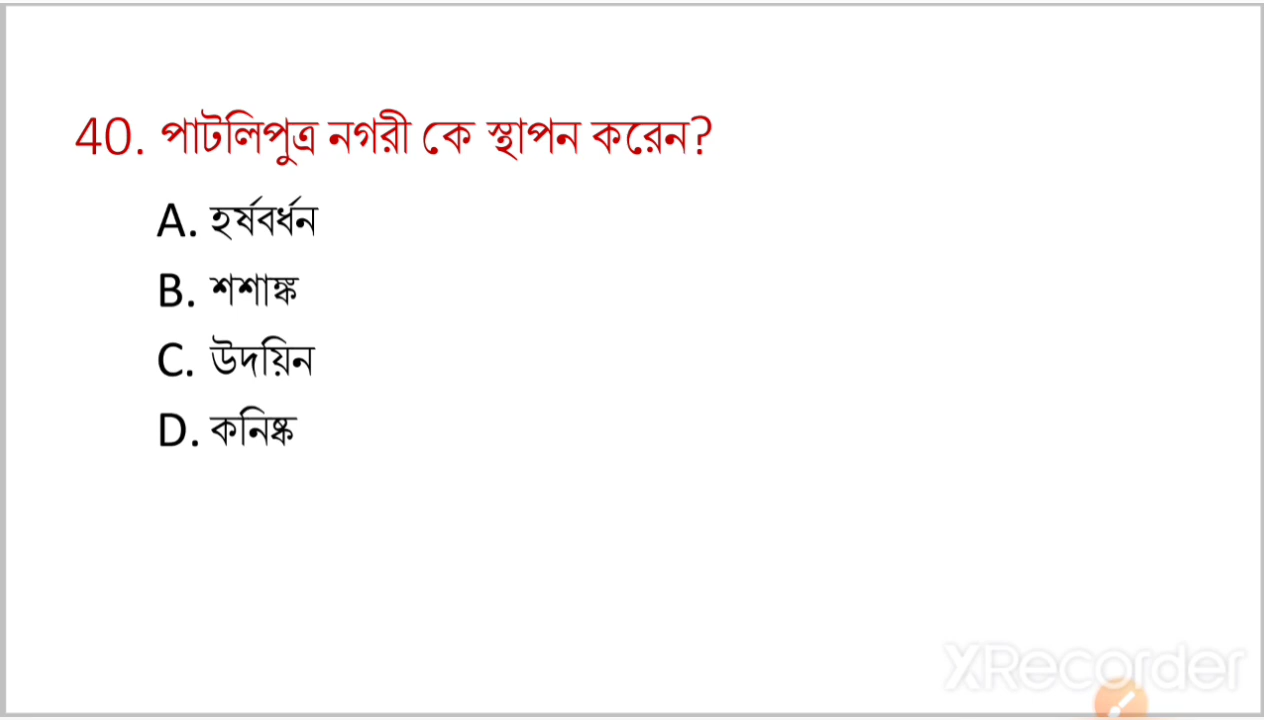 40. পাটলিপুত্র নগরী কে স্থাপন করেন?
A. হর্ষবর্ধন
B. শশাঙ্ক
C. উদয়িন
D. কনিষ্ক
XRecorder